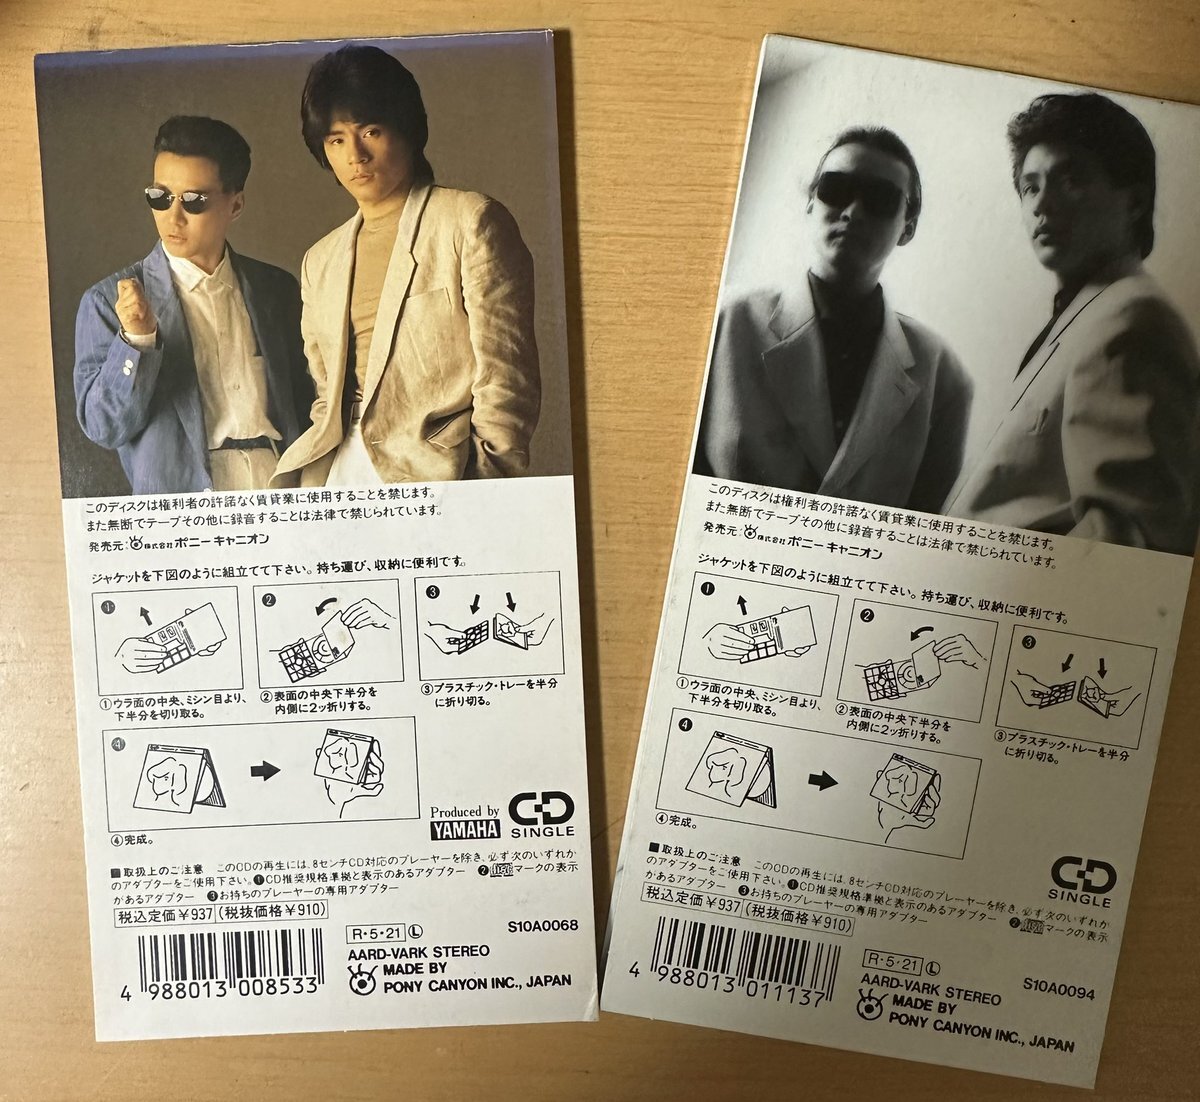 このディスクは権利者の許諾なく賃貸業に使用することを禁じます。
また無断でテープその他に録音することは法律で禁じられています。
発売元:株式会社ポニーキャニオン
ジャケットを下図のように組立てて下さい。持ち運び、収納に便利です。
❶
❷
❸
①ウラ面の中央、ミシン目より、
下半分を切り取る。
②表面の中央下半分を
内側に2ッ折りする。
③プラスチック・トレーを半分
に折り切る。
❹
④完成。
Produced by
YAMAHA
CD
SINGLE
■取扱上のご注意 このCDの再生には、8センチCD対応のプレーヤーを除き、必ず次のいずれか
のアダプターをご使用下さい。❶CD推奨規格準拠と表示のあるアダプター ❷マークの表示
があるアダプター ❸お持ちのプレーヤーの専用アダプター
税込定価¥937(税抜価格¥910)
R・5・21 Ⓛ
S10A0068
AARD-VARK STEREO
MADE BY
PONY CANYON INC., JAPAN
4 988013 008533
このディスクは権利者の許諾なく賃貸業に使用することを禁じます。
また無断でテープその他に録音することは法律で禁じられています。
発売元:株式会社ポニーキャニオン
ジャケットを下図のように組立てて下さい。持ち運び、収納に便利です。
❶
❷
❸
①ウラ面の中央、ミシン目より、
下半分を切り取る。
②表面の中央下半分を
内側に2ッ折りする。
③プラスチック・トレーを半分
に折り切る。
❹
④完成。
CD
SINGLE
■取扱上のご注意 このCDの再生には、8センチCD対応のプレーヤーを除き、必ず次のいずれか
のアダプターをご使用下さい。❶CD推奨規格準拠と表示のあるアダプター ❷マークの表示
があるアダプター ❸お持ちのプレーヤーの専用アダプター
税込定価¥937(税抜価格¥910)
R・5・21 Ⓛ
S10A0094
AARD-VARK STEREO
MADE BY
PONY CANYON INC., JAPAN
4 988013 011137